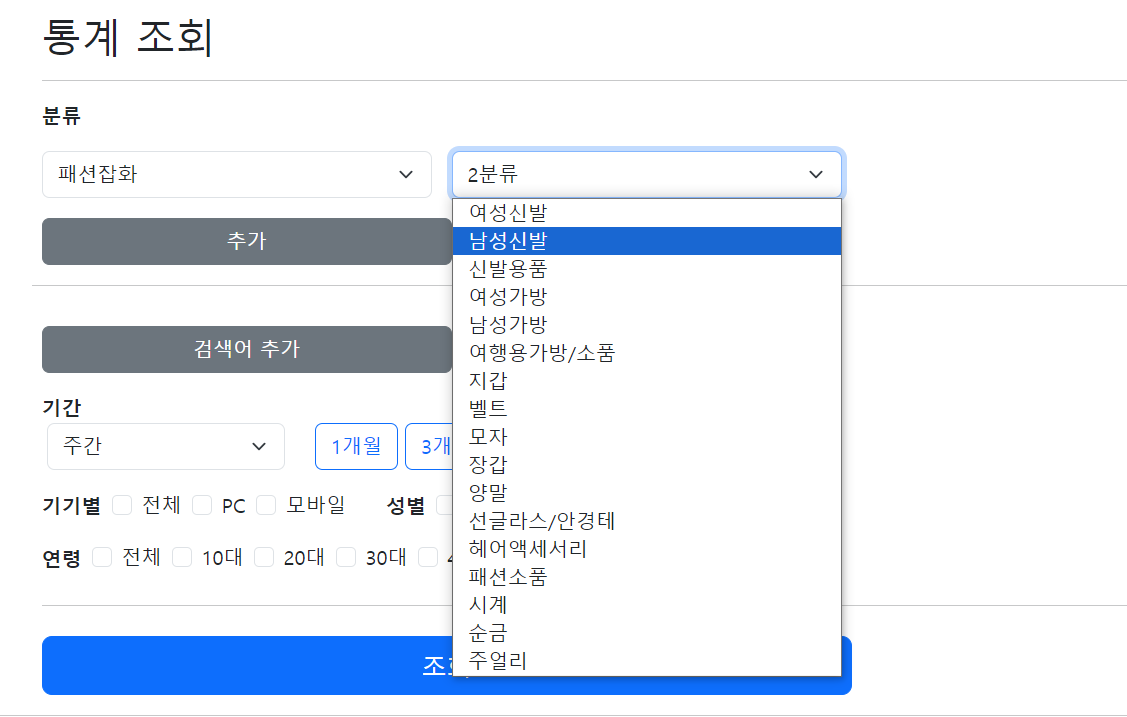 통계 조회
분류
패션잡화
2분류
여성신발
남성신발
신발용품
여성가방
남성가방
여행용가방/소품
지갑
벨트
모자
장갑
양말
선글라스/안경테
헤어액세서리
패션소품
시계
순금
주얼리
추가
검색어 추가
기간
주간 1개월 3개
기기별 전체 PC 모바일 성별
연령 전체 10대 20대 30대
조회